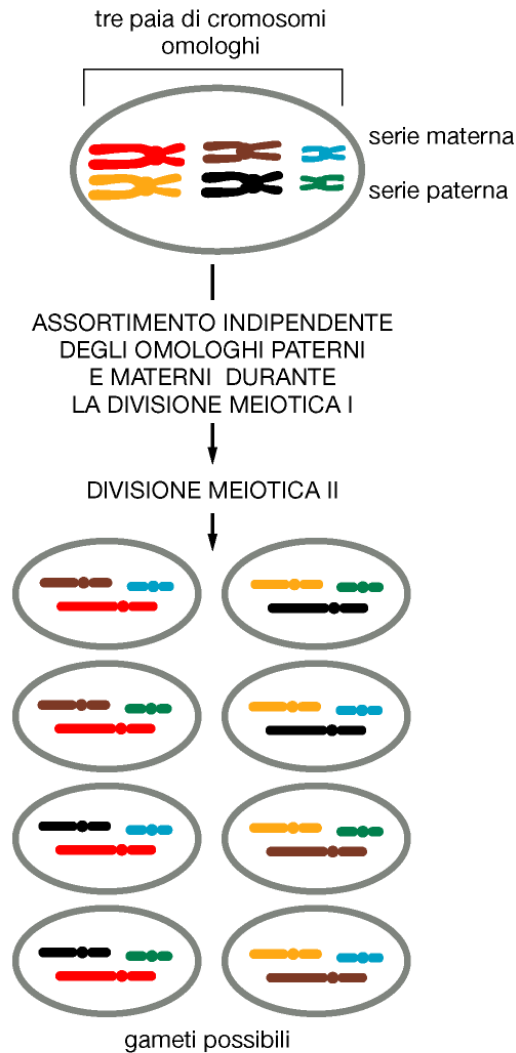 tre paia di cromosomi
omologhi
serie materna
serie paterna
ASSORTIMENTO INDIPENDENTE
DEGLI OMOLOGHI PATERNI
E MATERNI DURANTE
LA DIVISIONE MEIOTICA I
DIVISIONE MEIOTICA II
gameti possibili